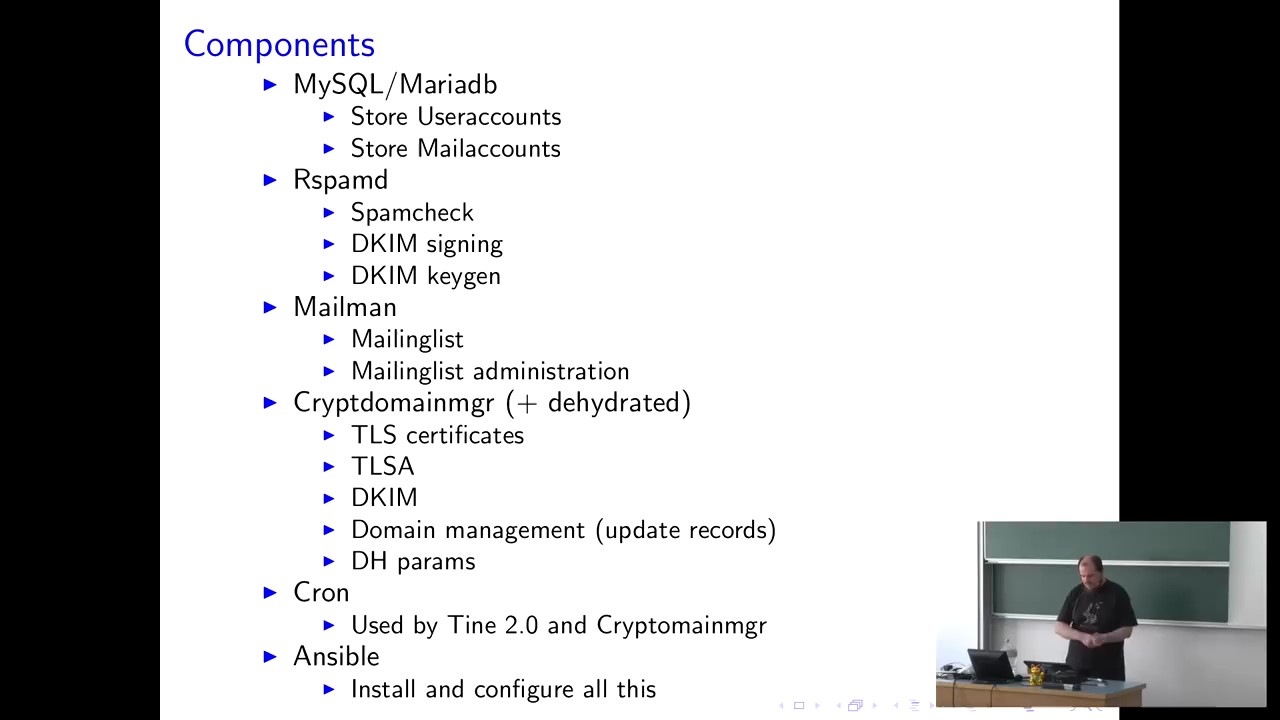 Components
MySQL/Mariadb
Store Useraccounts
Store Mailaccounts
Rspamd
Spamcheck
DKIM signing
DKIM keygen
Mailman
Mailinglist
Mailinglist administration
Cryptdomainmgr (+ dehydrated)
TLS certificates
TLSA
DKIM
Domain management (update records)
DH params
Cron
Used by Tine 2.0 and Cryptomainmgr
Ansible
Install and configure all this